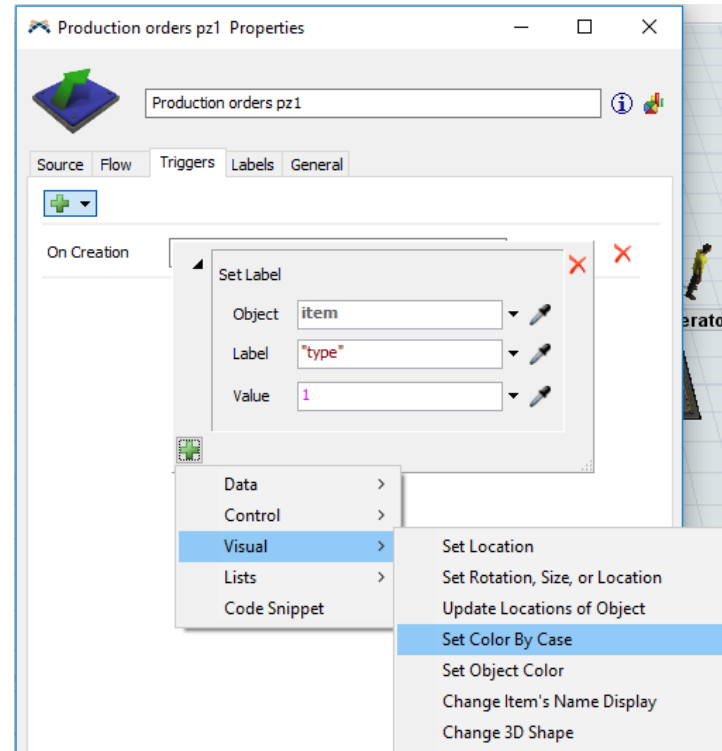 Production orders pz1 Properties
Production orders pz1
Source Flow Triggers Labels General
On Creation
Set Label
Object item
Label "type"
Value 1
Data
Control
Visual
Lists
Code Snippet
Set Location
Set Rotation, Size, or Location
Update Locations of Object
Set Color By Case
Set Object Color
Change Item's Name Display
Change 3D Shape